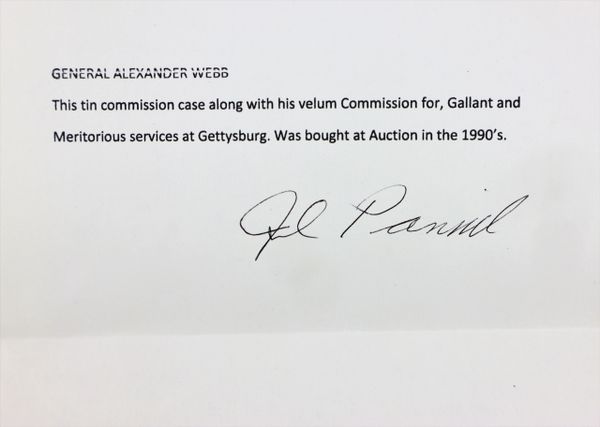 GENERAL ALEXANDER WEBB
This tin commission case along with his velum Commission for, Gallant and
Meritorious services at Gettysburg. Was bought at Auction in the 1990's.